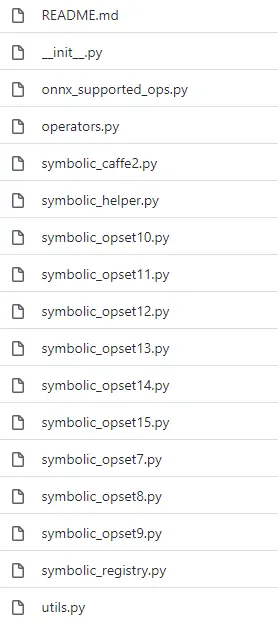 README.md
__init__.py
onnx_supported_ops.py
operators.py
symbolic_caffe2.py
symbolic_helper.py
symbolic_opset10.py
symbolic_opset11.py
symbolic_opset12.py
symbolic_opset13.py
symbolic_opset14.py
symbolic_opset15.py
symbolic_opset7.py
symbolic_opset8.py
symbolic_opset9.py
symbolic_registry.py
utils.py